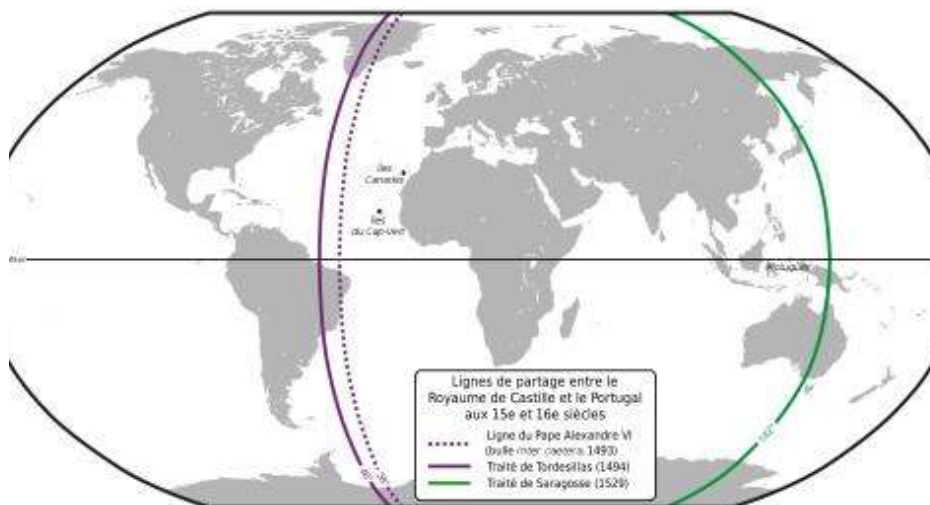 Îles
Canaries
Îles
du Cap-Vert
Lignes de partage entre le
Royaume de Castille et le Portugal
aux 15e et 16e siècles
Ligne du Pape Alexandre VI
(bulle inter caetera, 1493)
Traité de Tordesillas (1494)
Traité de Saragosse (1529)